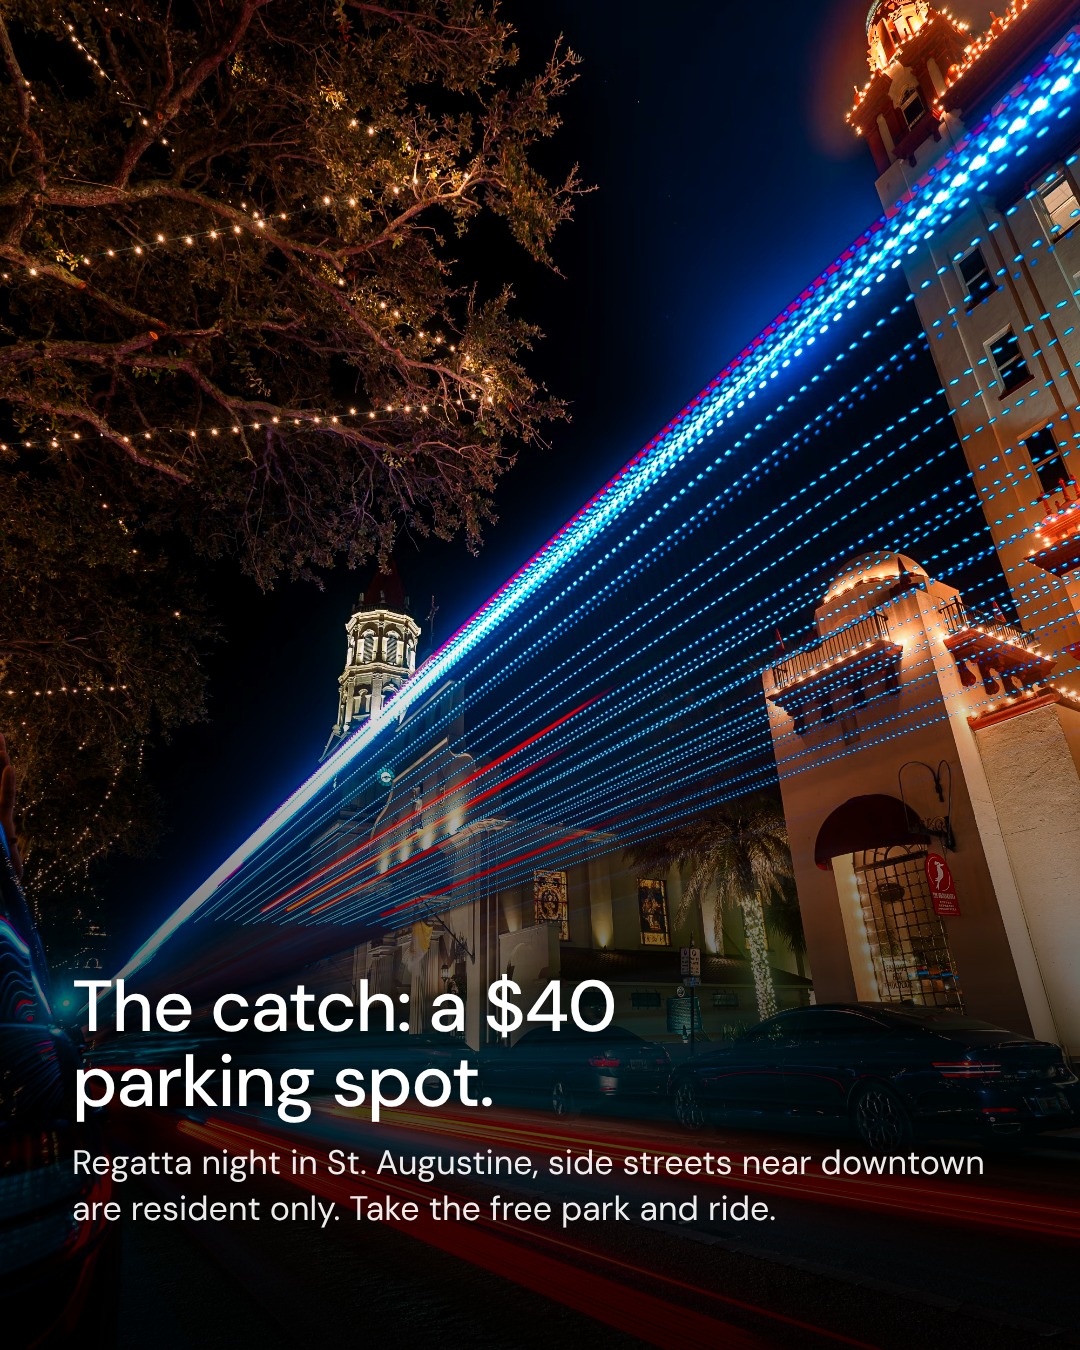 The catch: a $40
parking spot.
Regatta night in St. Augustine, side streets near downtown
are resident only. Take the free park and ride.